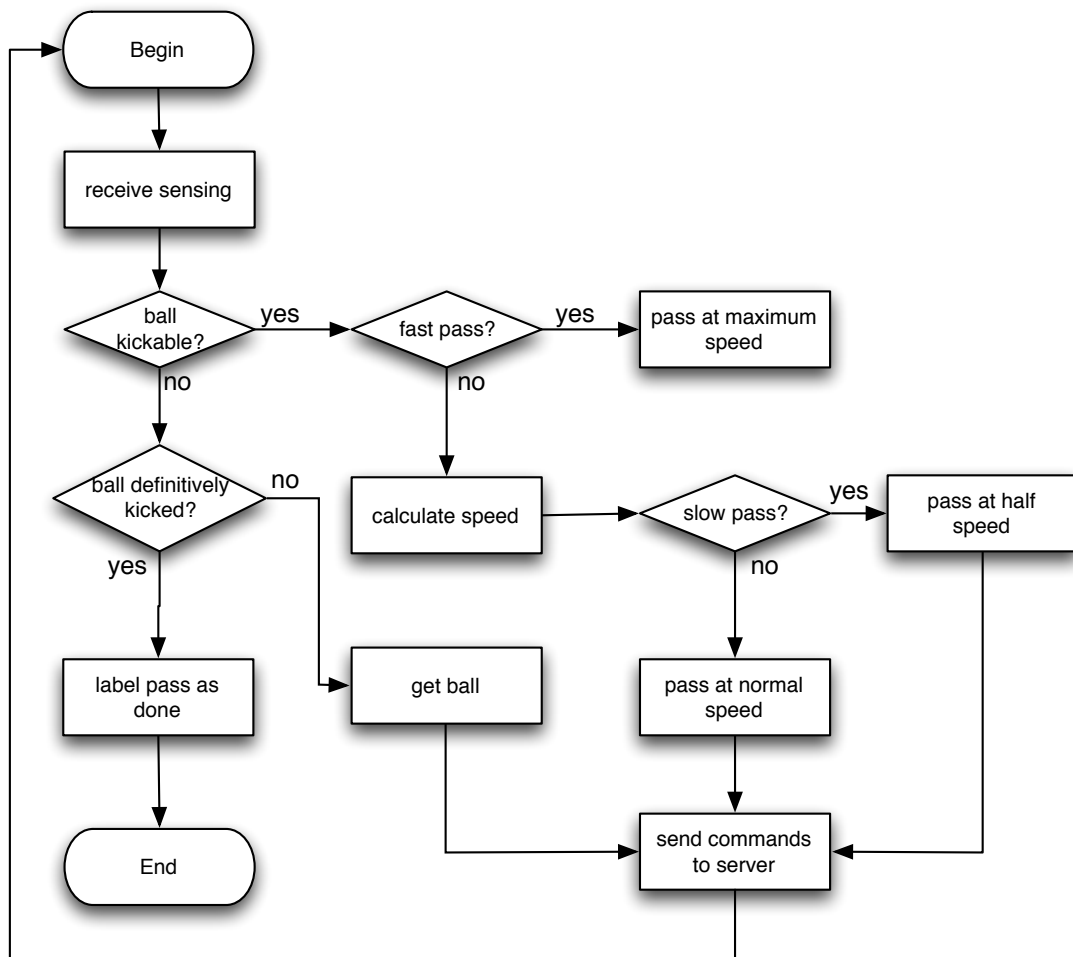 Begin
receive sensing
ball
kickable?
yes
fast pass?
yes
pass at maximum
speed
no
no
ball definitively
kicked?
no
calculate speed
slow pass?
yes
pass at half
speed
yes
no
label pass as
done
get ball
pass at normal
speed
End
send commands
to server